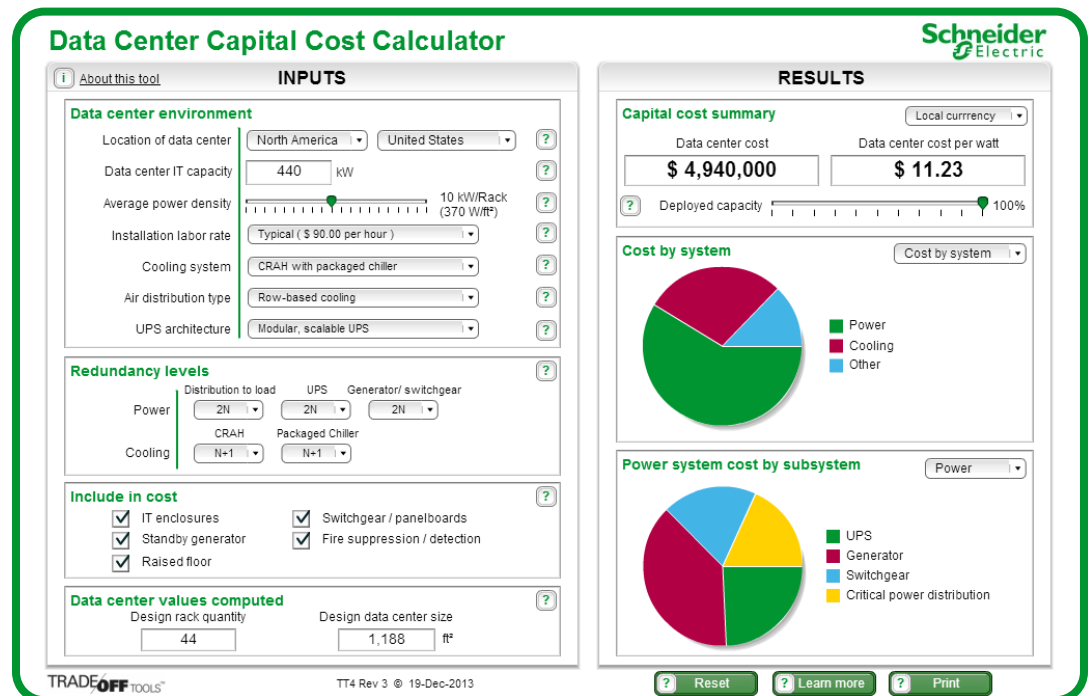 Data Center Capital Cost Calculator
Schneider
Electric
i About this tool
INPUTS
Data center environment
Location of data center North America United States ?
Data center IT capacity 440 kW ?
Average power density 10 kW/Rack ?
(370 W/ft²)
Installation labor rate Typical ( $ 90.00 per hour ) ?
Cooling system CRAH with packaged chiller ?
Air distribution type Row-based cooling ?
UPS architecture Modular, scalable UPS ?
Redundancy levels ?
Distribution to load UPS Generator/ switchgear
Power 2N 2N 2N
CRAH Packaged Chiller
Cooling N+1 N+1
Include in cost ?
IT enclosures Switchgear / panelboards
Standby generator Fire suppression / detection
Raised floor
Data center values computed ?
Design rack quantity Design data center size
44 1,188 ft²
RESULTS
Capital cost summary Local currrency
Data center cost Data center cost per watt
$ 4,940,000 $ 11.23
? Deployed capacity 100%
Cost by system Cost by system
Power
Cooling
Other
Power system cost by subsystem Power
UPS
Generator
Switchgear
Critical power distribution
TRADE OFF TOOLS™
TT4 Rev 3 © 19-Dec-2013
? Reset ? Learn more ? Print